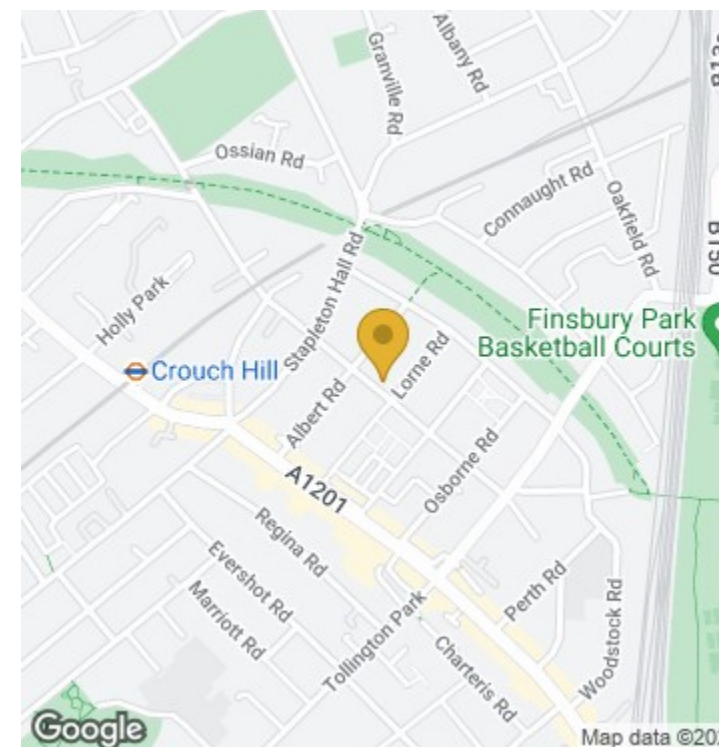 Granville Rd
Albany Rd
Ossian Rd
Connaught Rd
Oakfield Rd
B150
Stapleton Hall Rd
Holly Park
Finsbury Park
Basketball Courts
Crouch Hill
Lorne Rd
Albert Rd
A1201
Osborne Rd
Regina Rd
Evershot Rd
Marriott Rd
Perth Rd
Tollington Park
Woodstock Rd
Charteris Rd
Google
Map data ©202